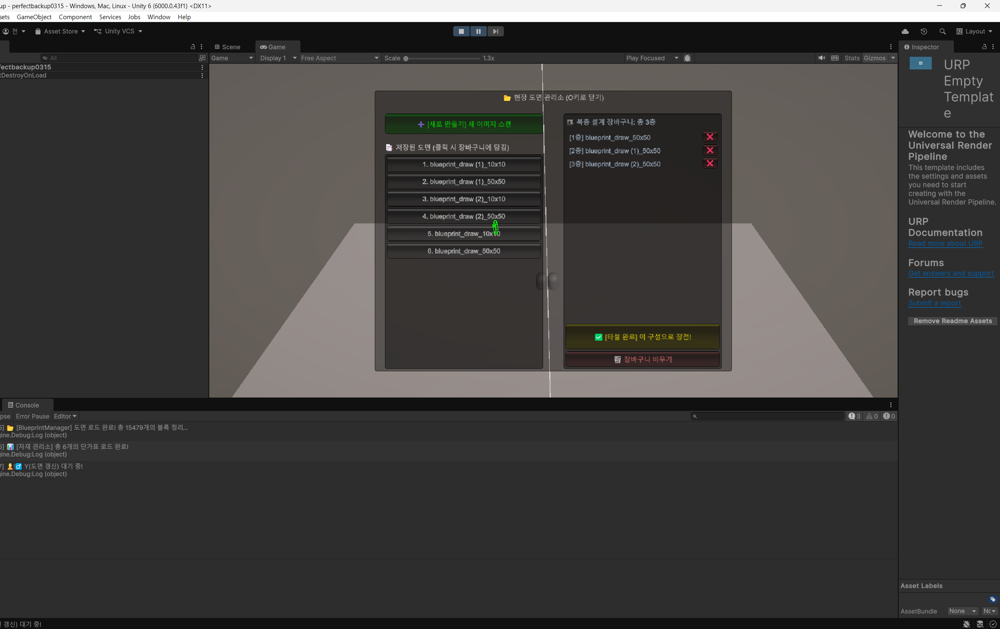 up - perfectbackup0315 - Windows, Mac, Linux - Unity 6 (6000.0.43f1) <DX11>
sets GameObject Component Services Jobs Window Help
전 Asset Store Unity VCS Layout
Scene Game Inspector
All Game Display 1 Free Aspect Scale 1.3x Play Focused Stats Gizmos
fectbackup0315
tDestroyOnLoad
현장 도면 관리소 (O키로 닫기)
[새로 만들기] 새 이미지 스캔
저장된 도면 (클릭 시 장바구니에 담김)
1. blueprint_draw (1)_10x10
2. blueprint_draw (1)_50x50
3. blueprint_draw (2)_10x10
4. blueprint_draw (2)_50x50
5. blueprint_draw_10x10
6. blueprint_draw_50x50
복층 설계 장바구니: 총 3층
[1층] blueprint_draw_50x50
[2층] blueprint_draw (1)_50x50
[3층] blueprint_draw (2)_50x50
[타설 완료] 이 구성으로 장전!
장바구니 비우기
URP
Empty
Templat
e
Welcome to the
Universal Render
Pipeline
This template includes
the settings and assets
you need to start
creating with the
Universal Render Pipeline.
URP
Documentation
Read more about URP
Forums
Get answers and support
Report bugs
Submit a report
Remove Readme Assets
Console
pse Error Pause Editor 3 0 0
5] [BlueprintManager] 도면 로드 완료! 총 15479개의 블록 정리...
gine.Debug:Log (object)
5] [자재 관리소] 총 6개의 단가표 로드 완료!
gine.Debug:Log (object)
7] Y(도면 갱신) 대기 중!
gine.Debug:Log (object)
Asset Labels
AssetBundle None Nc
갱신) 대기 중!